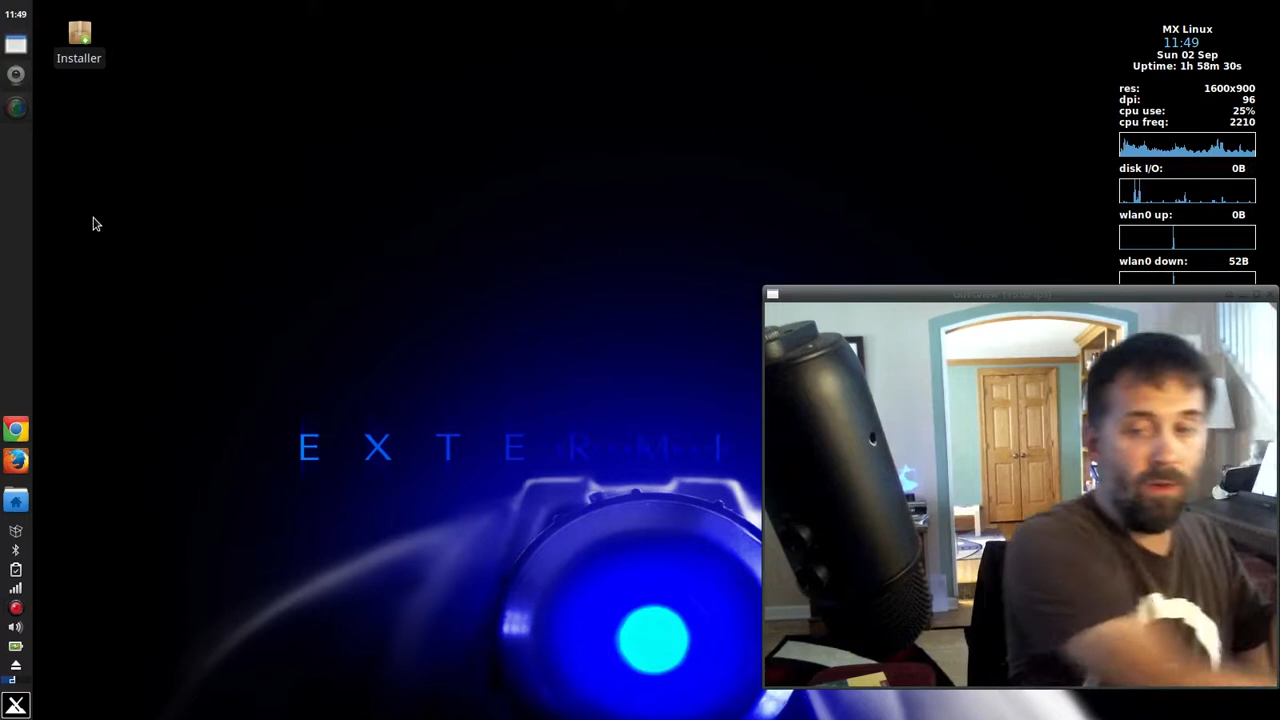 11:49
Installer
MX Linux
11:49
Sun 02 Sep
Uptime: 1h 58m 30s
res: 1600x900
dpi: 96
cpu use: 25%
cpu freq: 2210
disk I/O: 0B
wlan0 up: 0B
wlan0 down: 52B
E X T E R M I